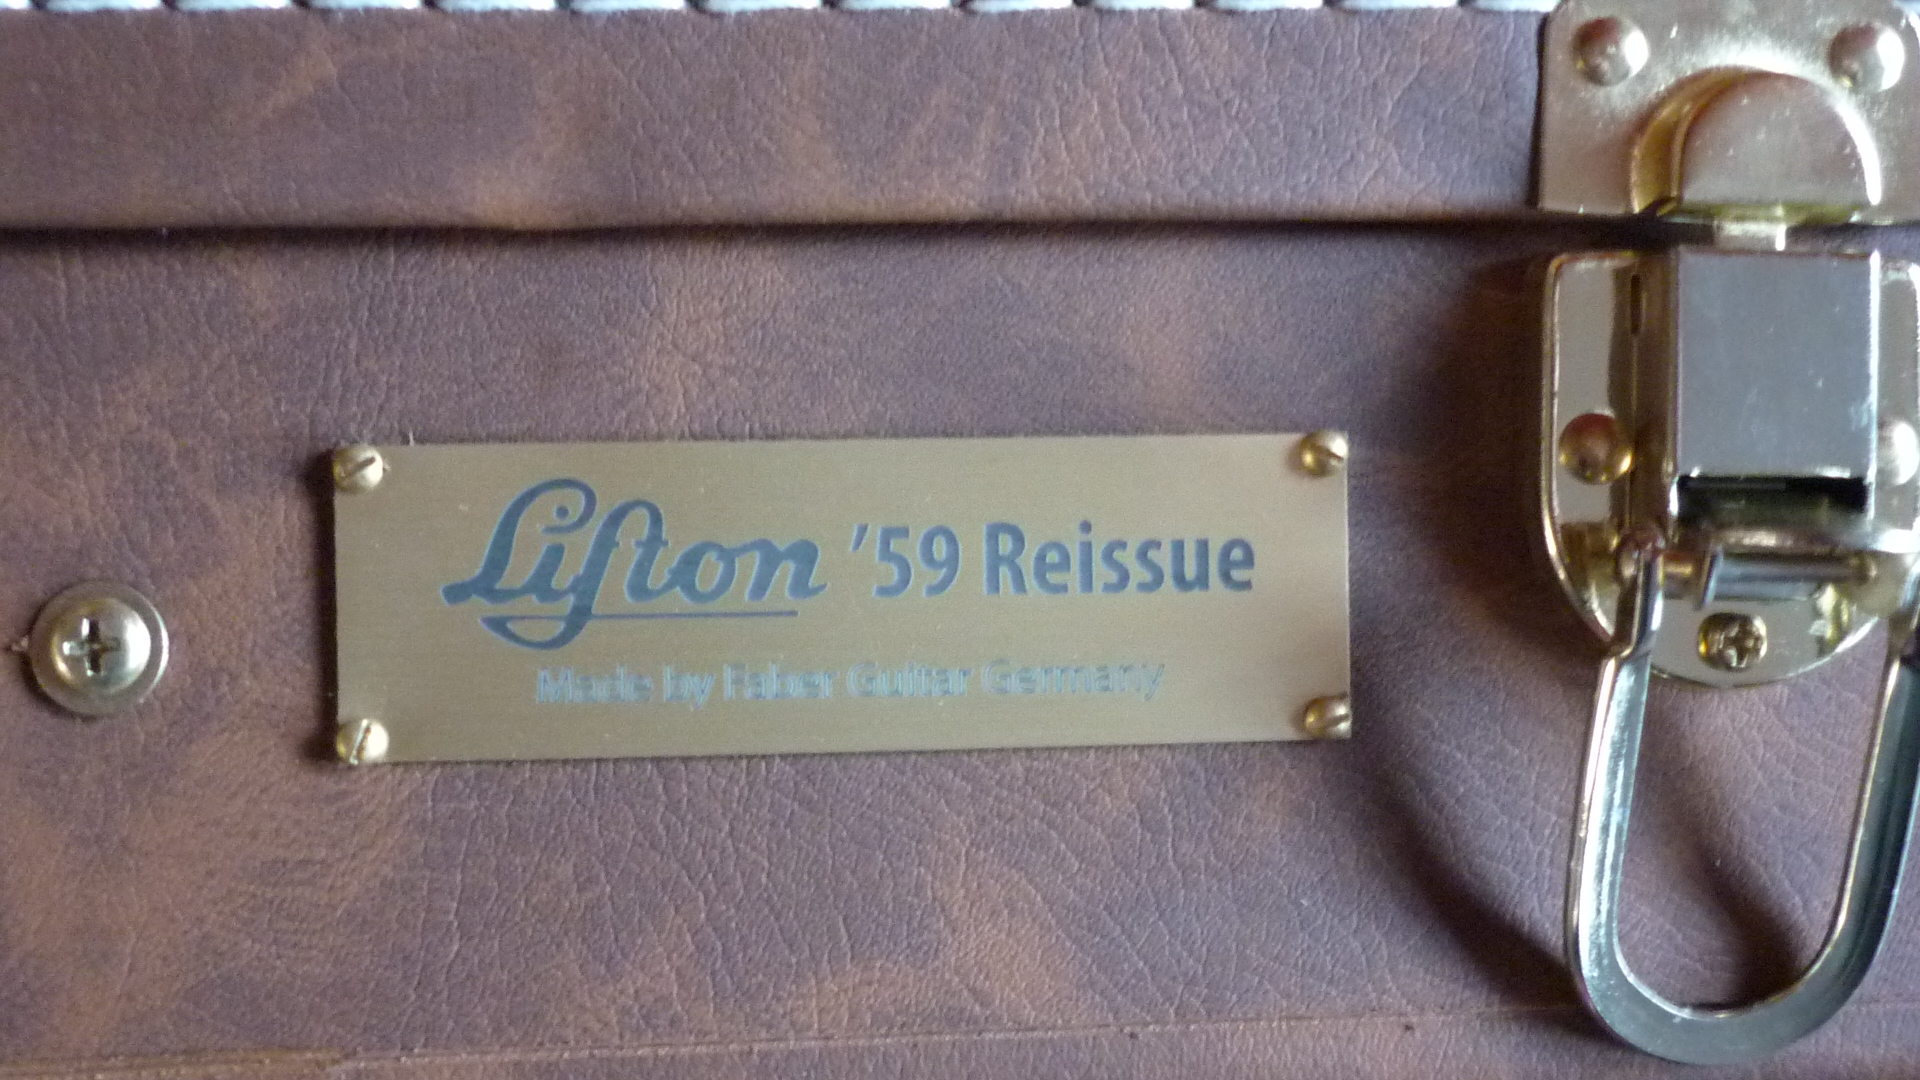 Lifton '59 Reissue
Made by Faber Guitar Germany